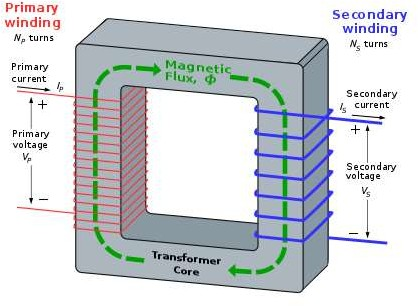 Primary
winding
Nₚ turns
Primary
current
Iₚ
+
Primary
voltage
Vₚ
−
Magnetic
Flux, Φ
Transformer
Core
Secondary
winding
Nₛ turns
Secondary
current
Iₛ
+
Secondary
voltage
Vₛ
−